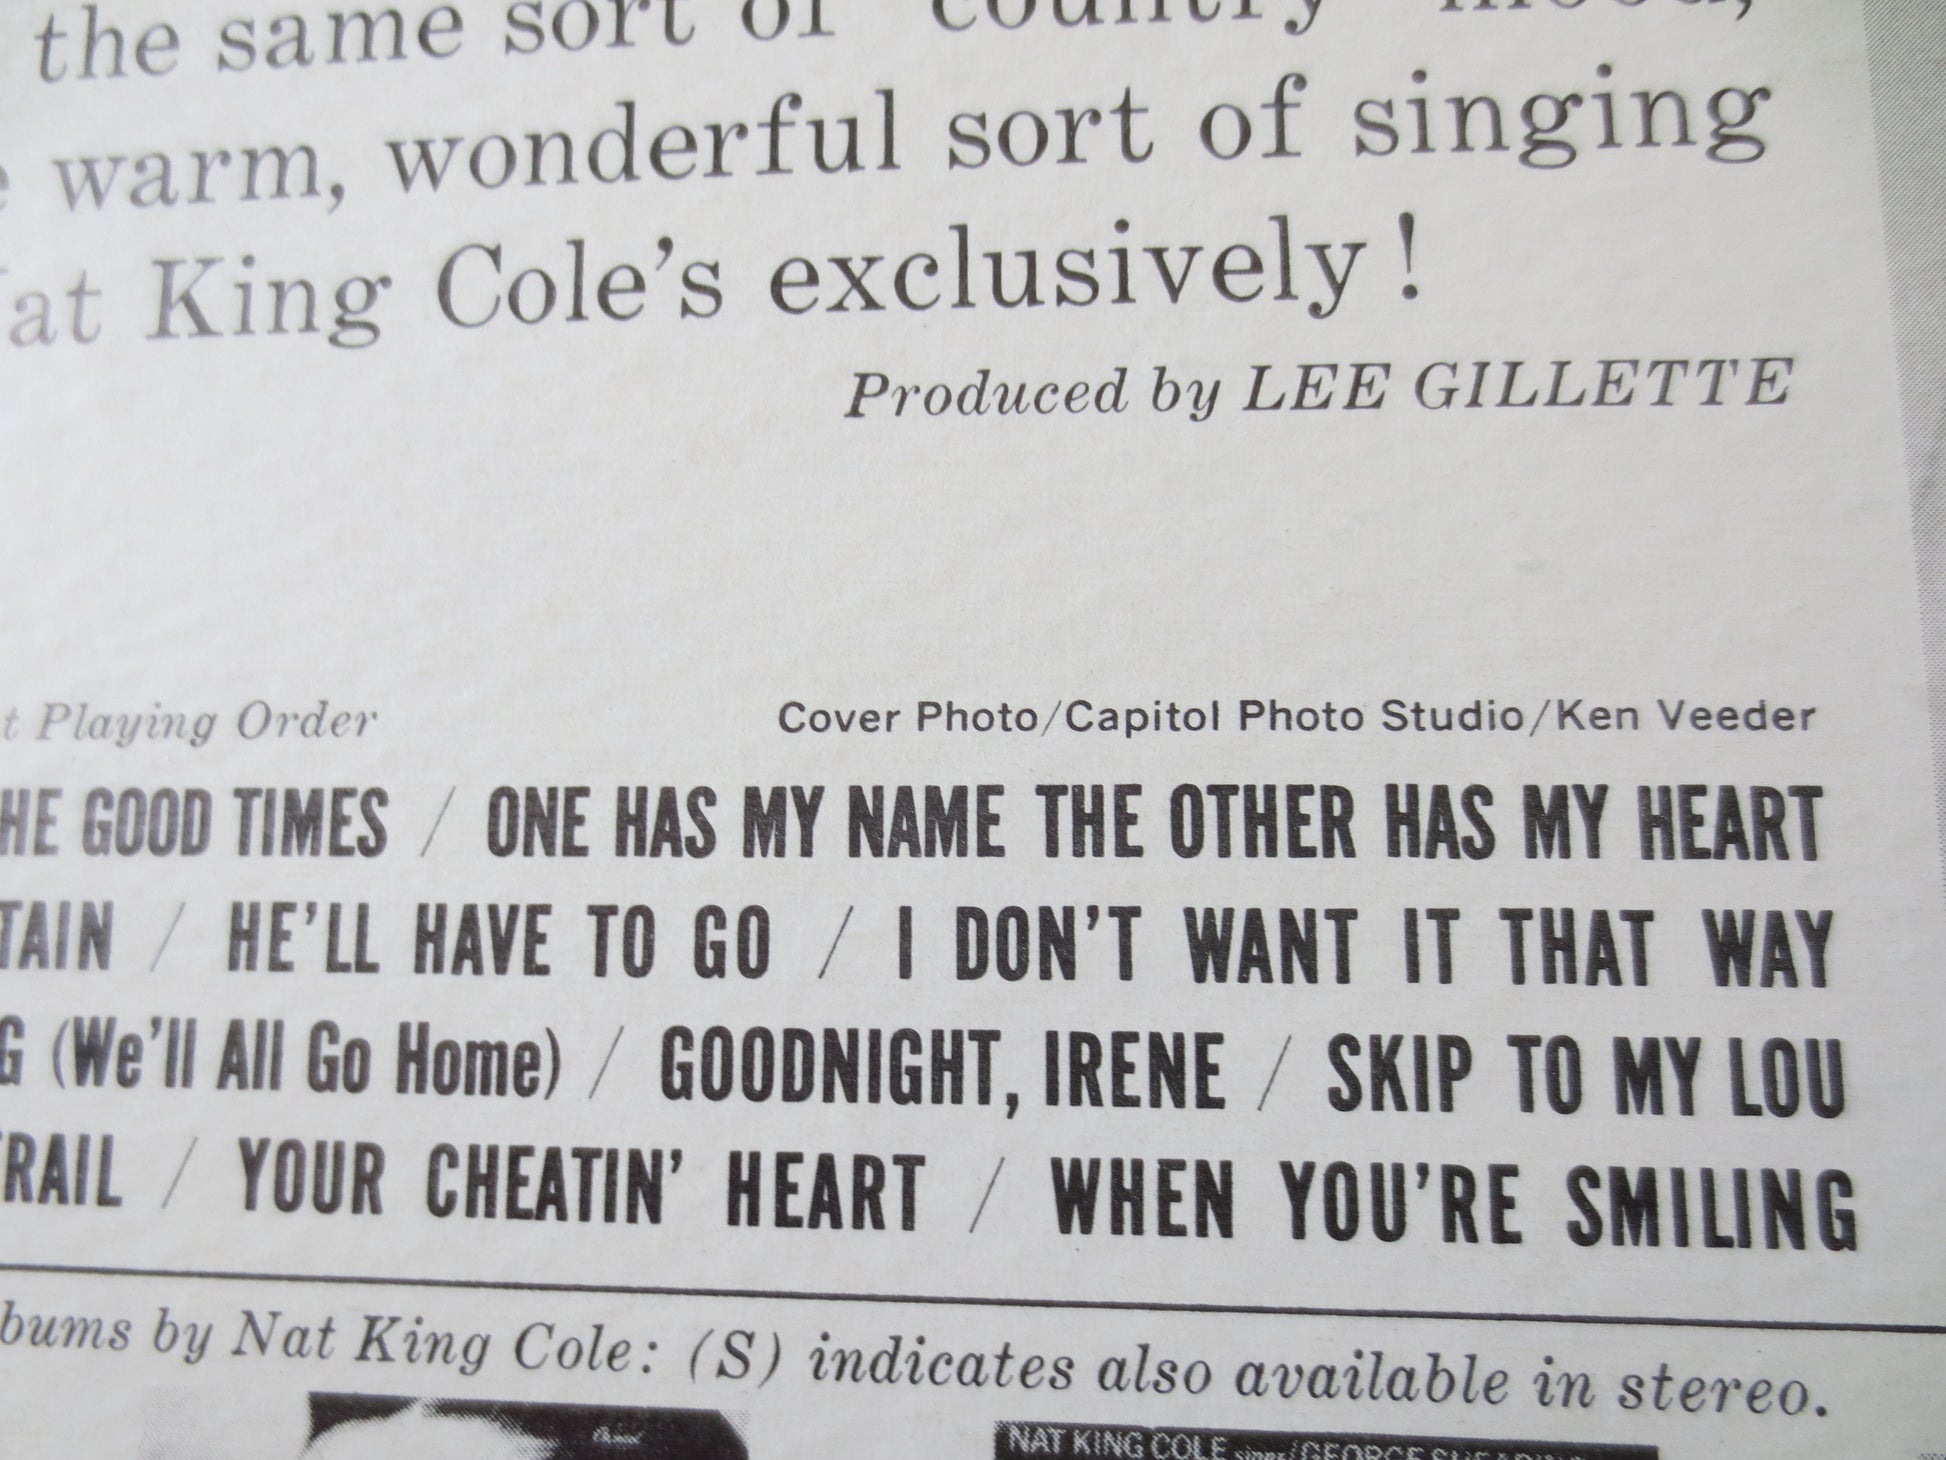 the same sort of "country" mood,
warm, wonderful sort of singing
Nat King Cole's exclusively!
Produced by LEE GILLETTE
Playing Order
Cover Photo/Capitol Photo Studio/Ken Veeder
HE GOOD TIMES / ONE HAS MY NAME THE OTHER HAS MY HEART
TAIN / HE'LL HAVE TO GO / I DON'T WANT IT THAT WAY
G (We'll All Go Home) / GOODNIGHT, IRENE / SKIP TO MY LOU
RAIL / YOUR CHEATIN' HEART / WHEN YOU'RE SMILING
bums by Nat King Cole: (S) indicates also available in stereo.
NAT KING COLE sings/GEORGE SHEARING